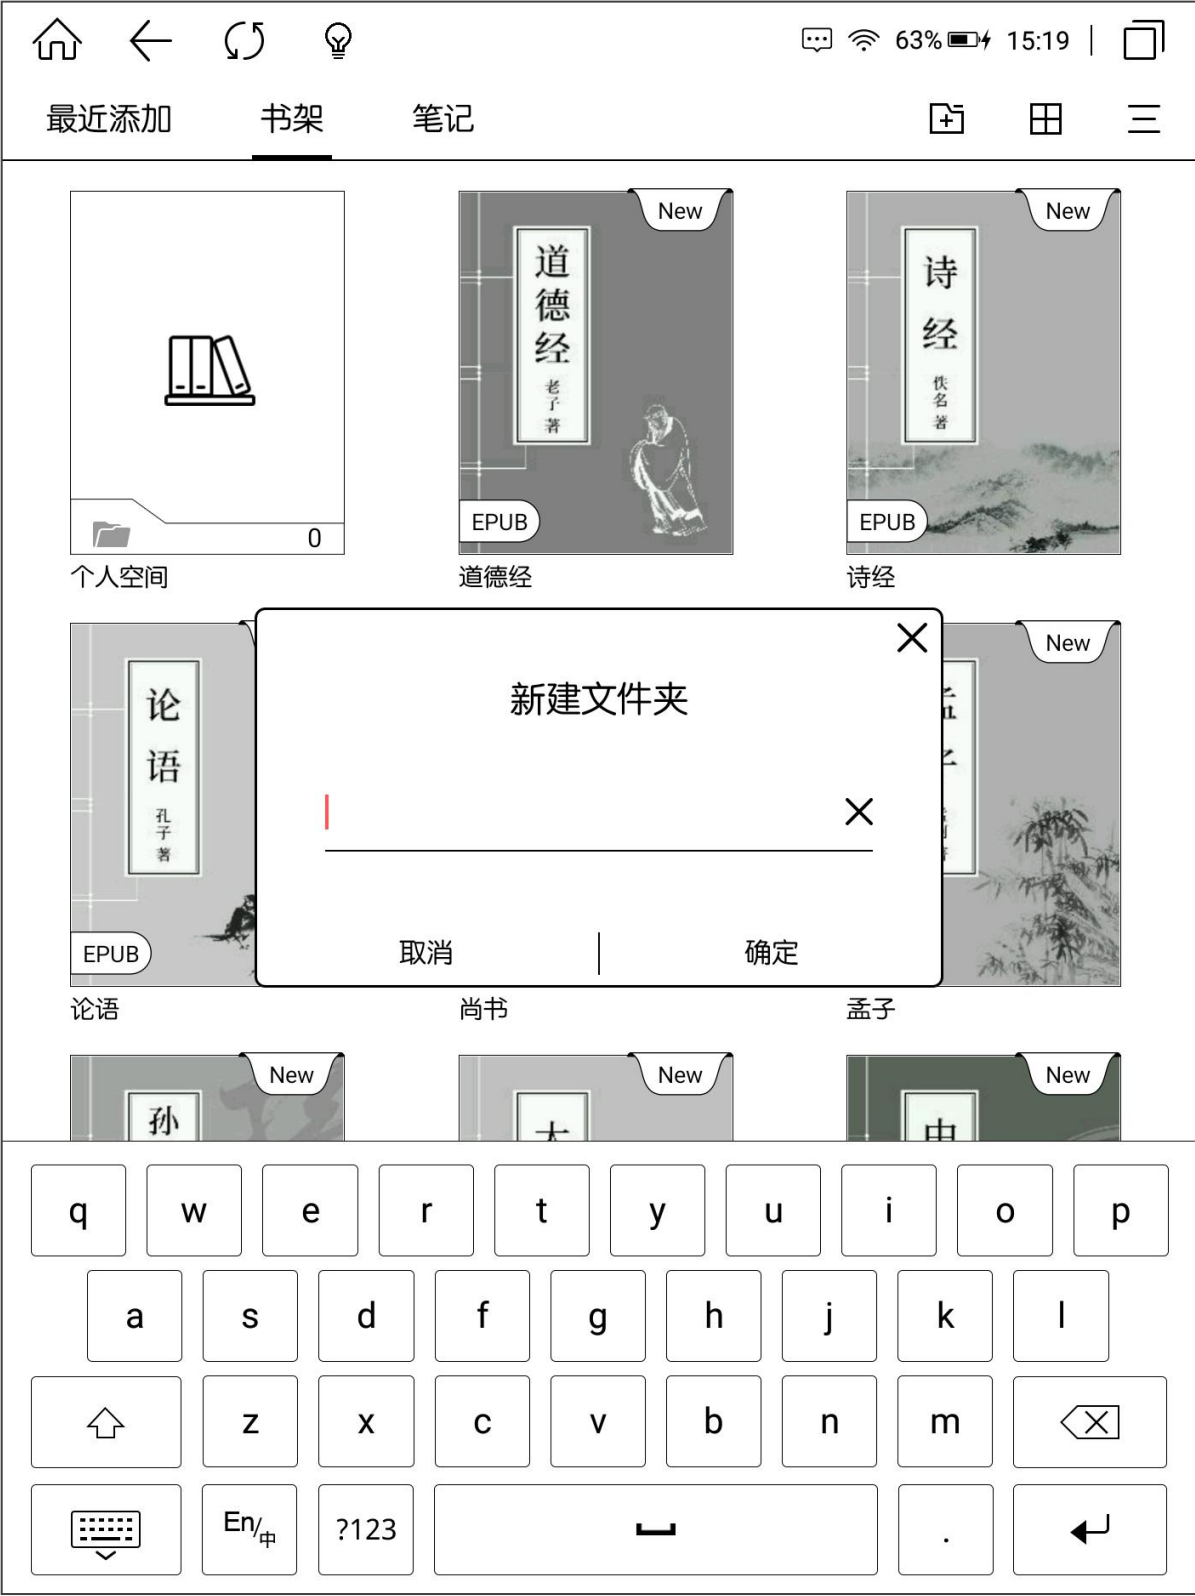 63% 15:19
最近添加 书架 笔记
New
New
道德经
老子著
诗经
佚名著
EPUB
EPUB
0
个人空间 道德经 诗经
New
论语
孔子著
EPUB
新建文件夹
取消 确定
论语 尚书 孟子
New
New
New
孙
q w e r t y u i o p
a s d f g h j k l
z x c v b n m
En/中 ?123 .